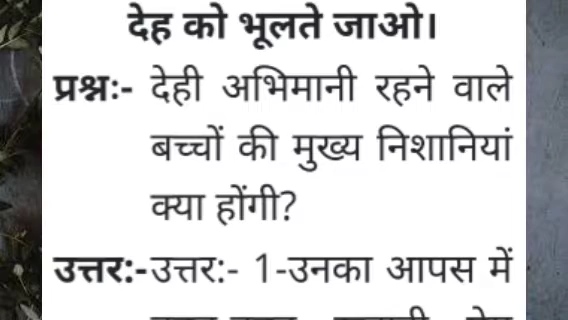 देह को भूलते जाओ।
प्रश्नः- देही अभिमानी रहने वाले
बच्चों की मुख्य निशानियां
क्या होंगी?
उत्तर:-उत्तर:- 1-उनका आपस में